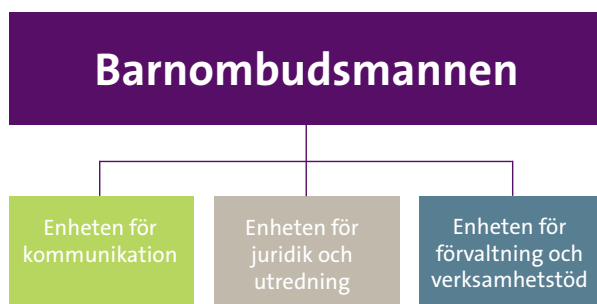 Barnombudsmannen
Enheten för
kommunikation
Enheten för
juridik och
utredning
Enheten för
förvaltning och
verksamhetstöd